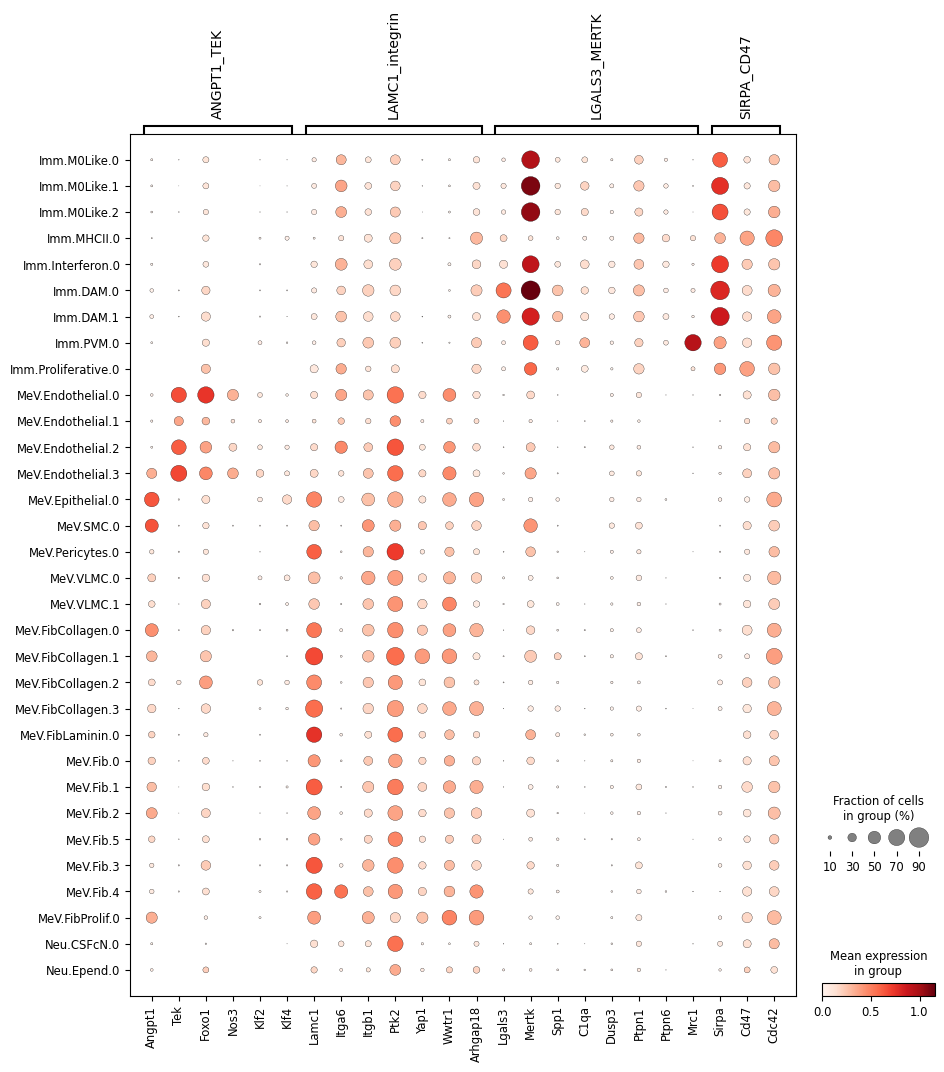 ANGPT1_TEK
LAMC1_integrin
LGALS3_MERTK
SIRPA_CD47
Imm.M0Like.0
Imm.M0Like.1
Imm.M0Like.2
Imm.MHCII.0
Imm.Interferon.0
Imm.DAM.0
Imm.DAM.1
Imm.PVM.0
Imm.Proliferative.0
MeV.Endothelial.0
MeV.Endothelial.1
MeV.Endothelial.2
MeV.Endothelial.3
MeV.Epithelial.0
MeV.SMC.0
MeV.Pericytes.0
MeV.VLMC.0
MeV.VLMC.1
MeV.FibCollagen.0
MeV.FibCollagen.1
MeV.FibCollagen.2
MeV.FibCollagen.3
MeV.FibLaminin.0
MeV.Fib.0
MeV.Fib.1
MeV.Fib.2
MeV.Fib.5
MeV.Fib.3
MeV.Fib.4
MeV.FibProlif.0
Neu.CSFcN.0
Neu.Epend.0
Angpt1
Tek
Foxo1
Nos3
Klf2
Klf4
Lamc1
Itga6
Itgb1
Ptk2
Yap1
Wwtr1
Arhgap18
Lgals3
Mertk
Spp1
C1qa
Dusp3
Ptpn1
Ptpn6
Mrc1
Sirpa
Cd47
Cdc42
Fraction of cells
in group (%)
10 30 50 70 90
Mean expression
in group
0.0 0.5 1.0